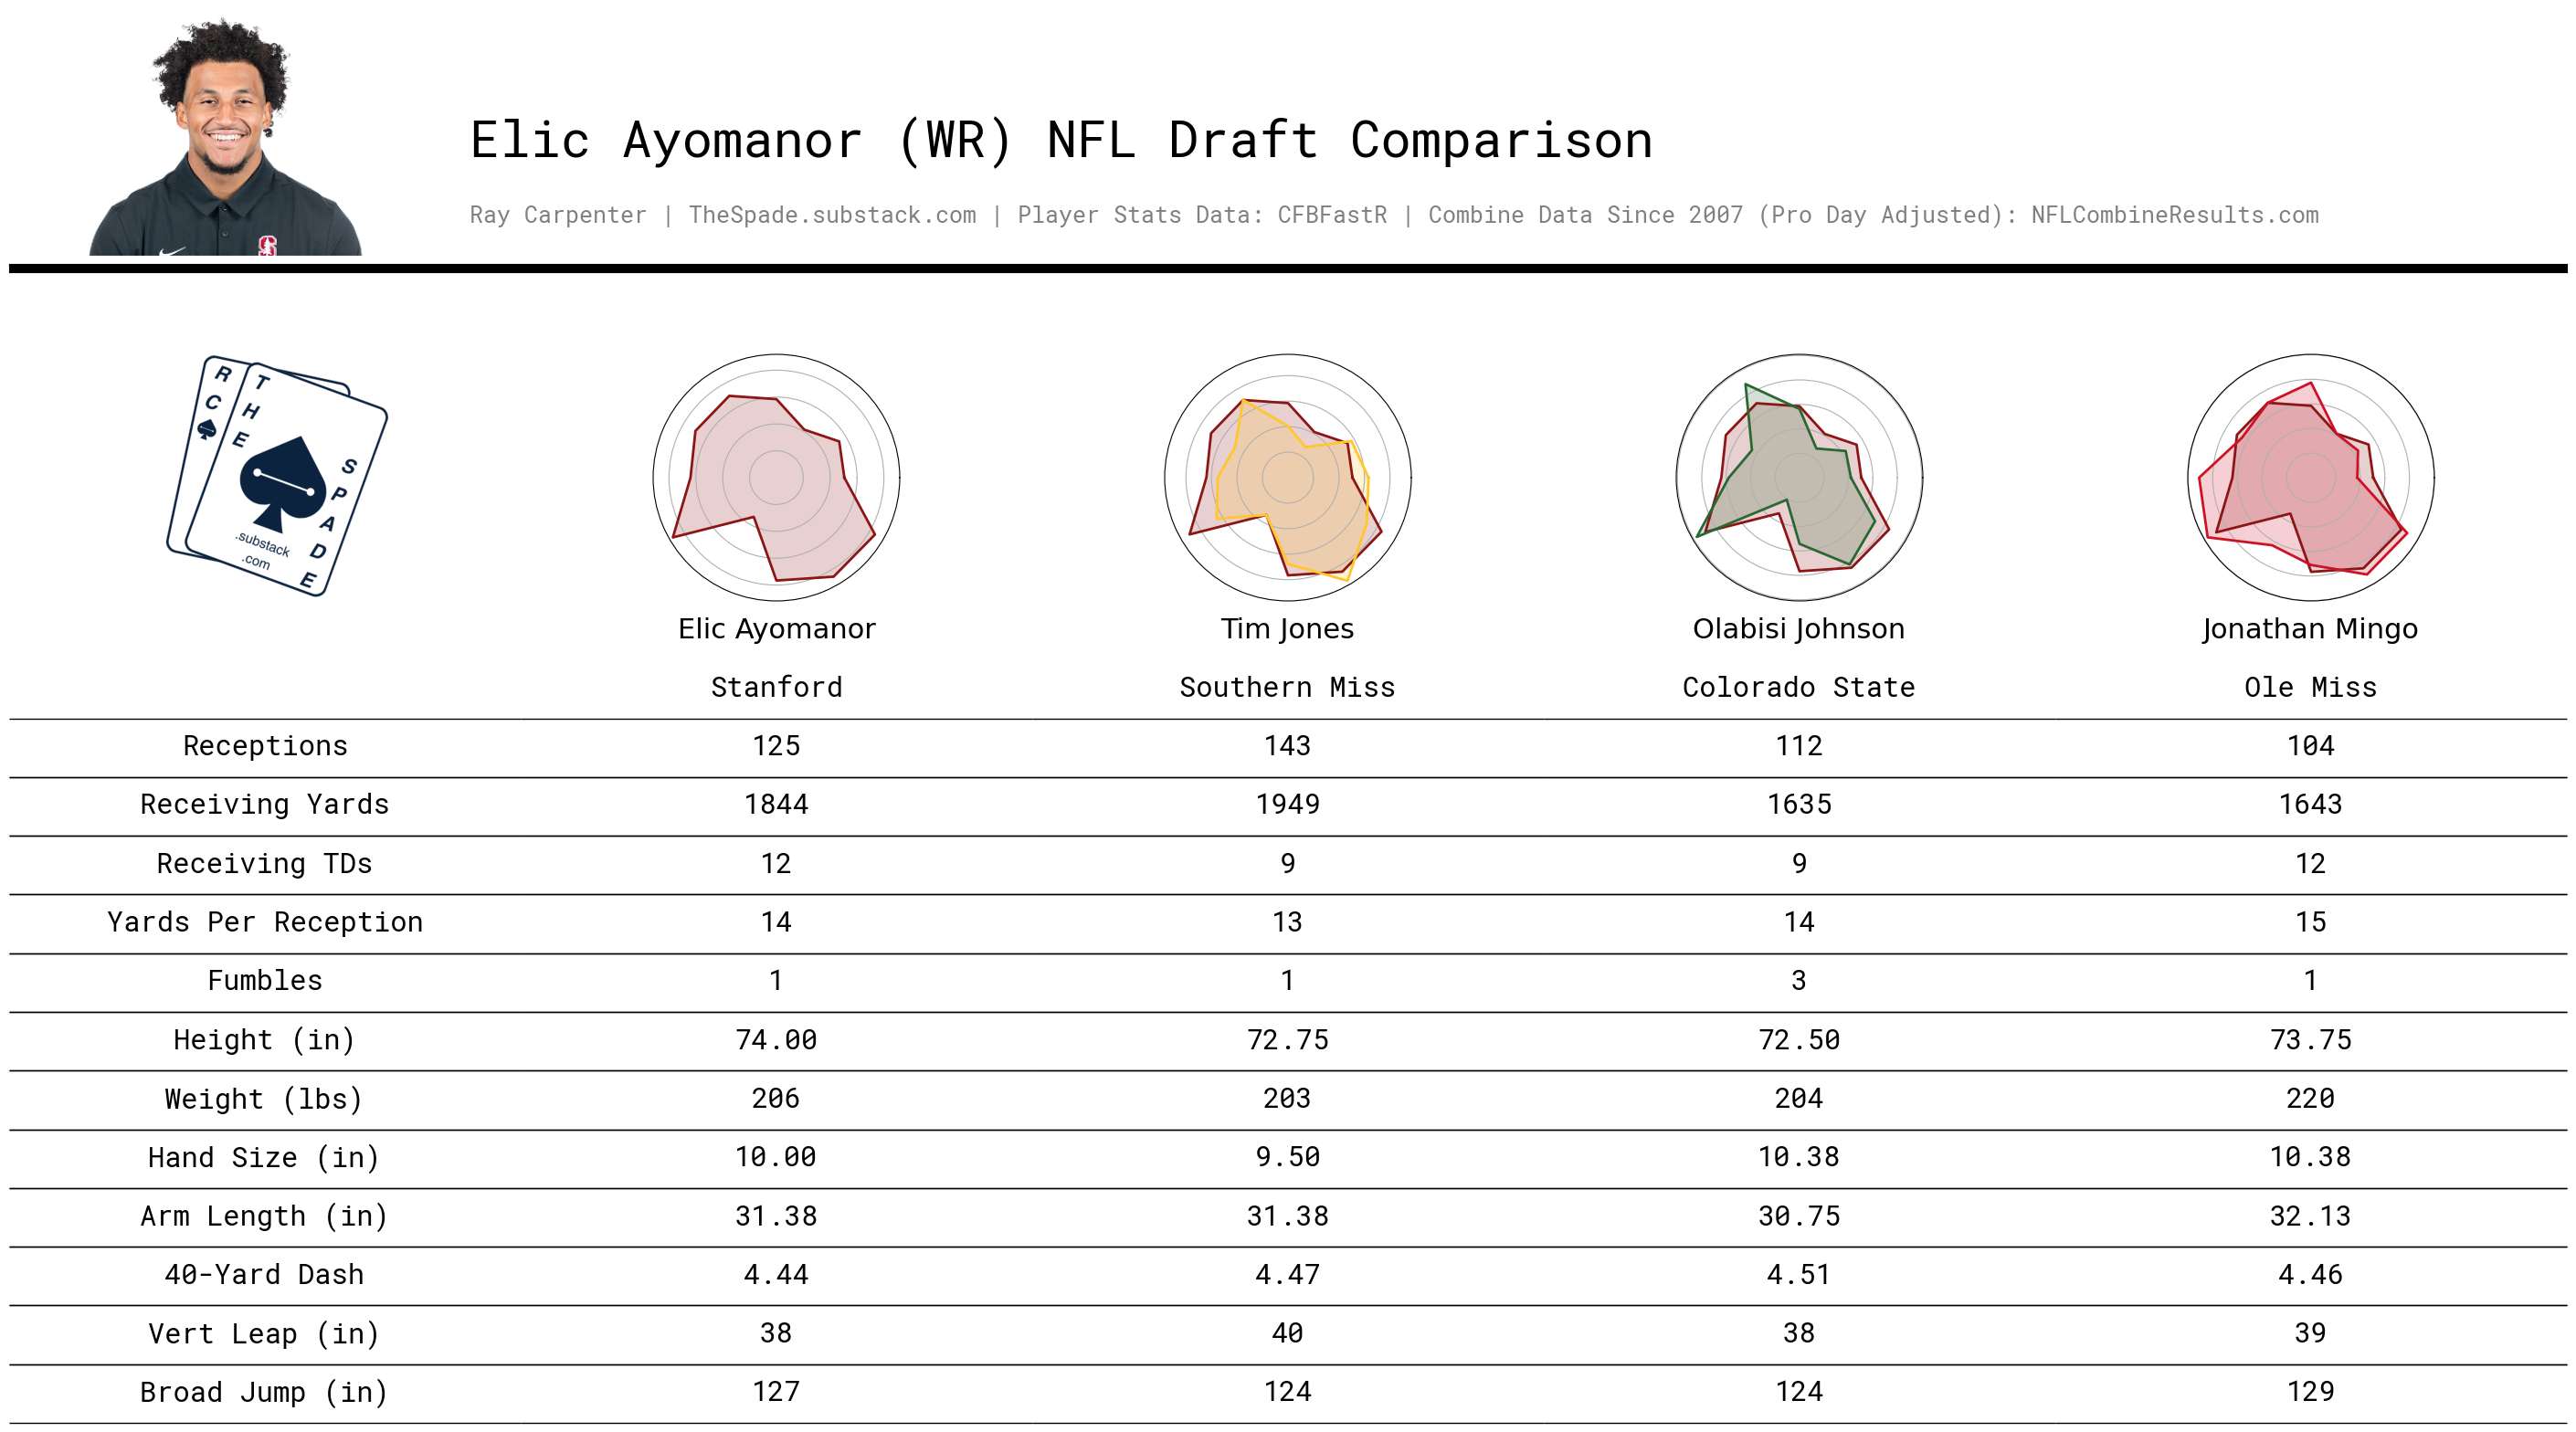 Elic Ayomanor (WR) NFL Draft Comparison
Ray Carpenter | TheSpade.substack.com | Player Stats Data: CFBFastR | Combine Data Since 2007 (Pro Day Adjusted): NFLCombineResults.com
R C
THE SPADE
.substack
.com
Elic Ayomanor Tim Jones Olabisi Johnson Jonathan Mingo
Stanford Southern Miss Colorado State Ole Miss
Receptions 125 143 112 104
Receiving Yards 1844 1949 1635 1643
Receiving TDs 12 9 9 12
Yards Per Reception 14 13 14 15
Fumbles 1 1 3 1
Height (in) 74.00 72.75 72.50 73.75
Weight (lbs) 206 203 204 220
Hand Size (in) 10.00 9.50 10.38 10.38
Arm Length (in) 31.38 31.38 30.75 32.13
40-Yard Dash 4.44 4.47 4.51 4.46
Vert Leap (in) 38 40 38 39
Broad Jump (in) 127 124 124 129